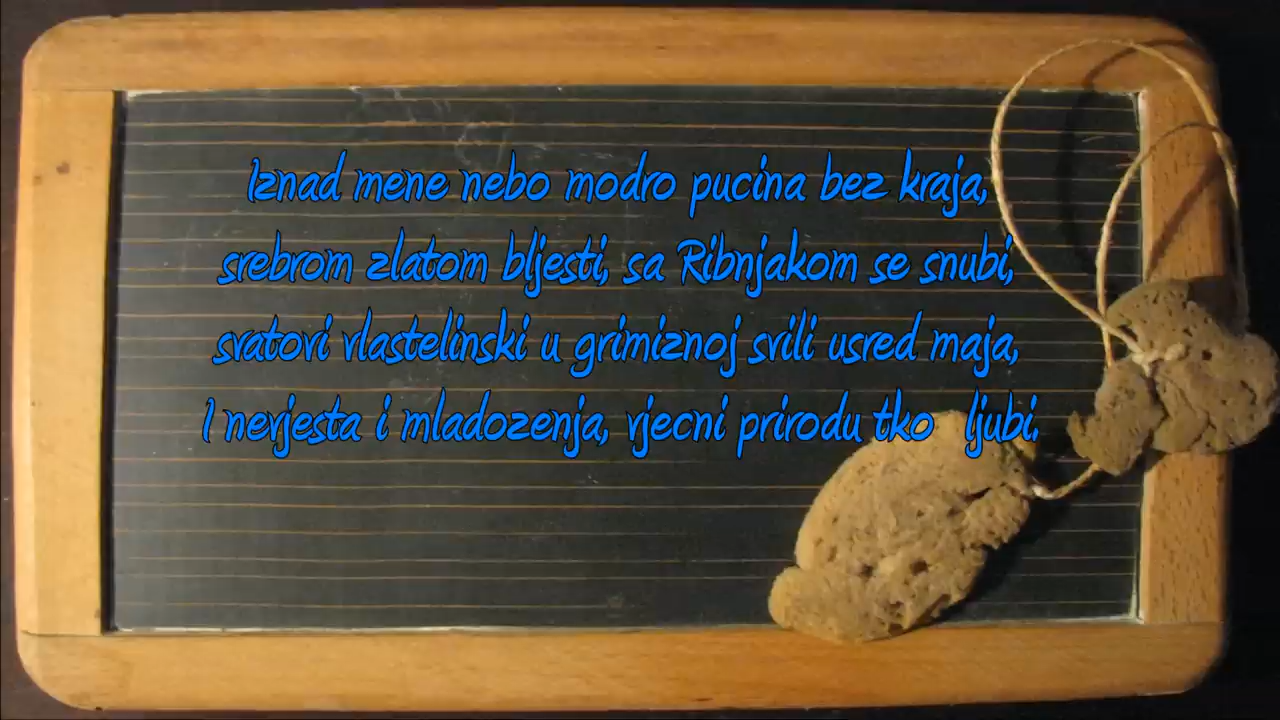 Iznad mene nebo modro pucina bez kraja,
srebrom zlatom bljesti, sa Ribnjakom se snubi,
svatovi vlastelinski u grimiznoj svili usred maja,
I nevjesta i mladozenja, vjecni prirodu tko ljubi.